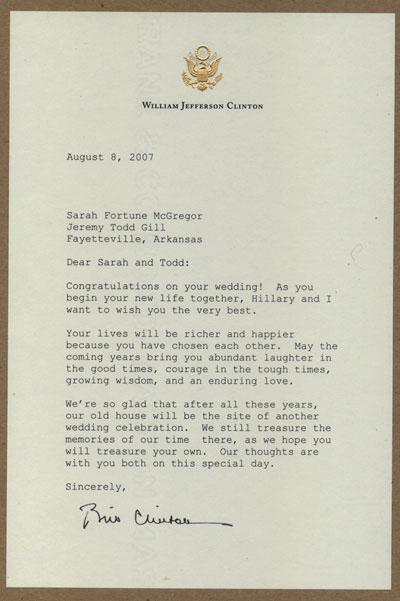 WILLIAM JEFFERSON CLINTON
August 8, 2007
Sarah Fortune McGregor
Jeremy Todd Gill
Fayetteville, Arkansas
Dear Sarah and Todd:
Congratulations on your wedding! As you
begin your new life together, Hillary and I
want to wish you the very best.
Your lives will be richer and happier
because you have chosen each other. May the
coming years bring you abundant laughter in
the good times, courage in the tough times,
growing wisdom, and an enduring love.
We're so glad that after all these years,
our old house will be the site of another
wedding celebration. We still treasure the
memories of our time there, as we hope you
will treasure your own. Our thoughts are
with you both on this special day.
Sincerely,
Bill Clinton